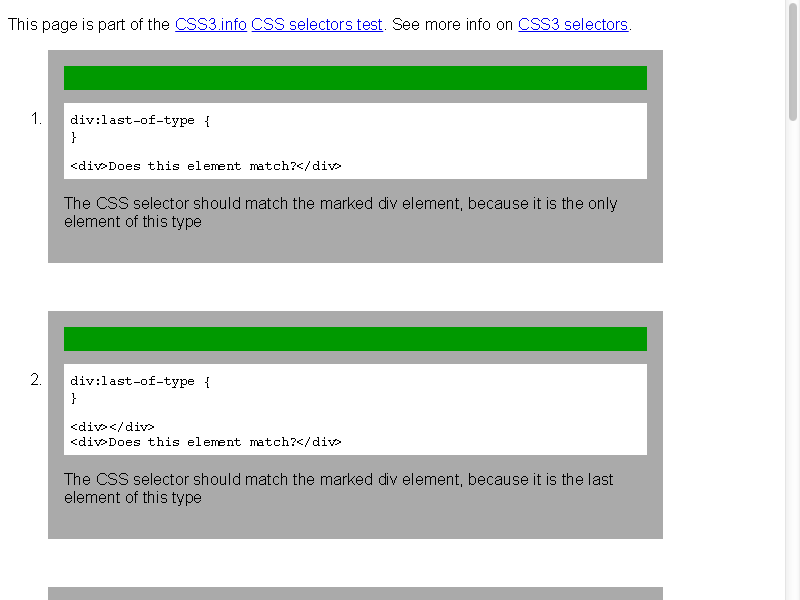 This page is part of the CSS3.info CSS selectors test. See more info on CSS3 selectors.
1.
div:last-of-type {
}
<div>Does this element match?</div>
The CSS selector should match the marked div element, because it is the only
element of this type
2.
div:last-of-type {
}
<div></div>
<div>Does this element match?</div>
The CSS selector should match the marked div element, because it is the last
element of this type